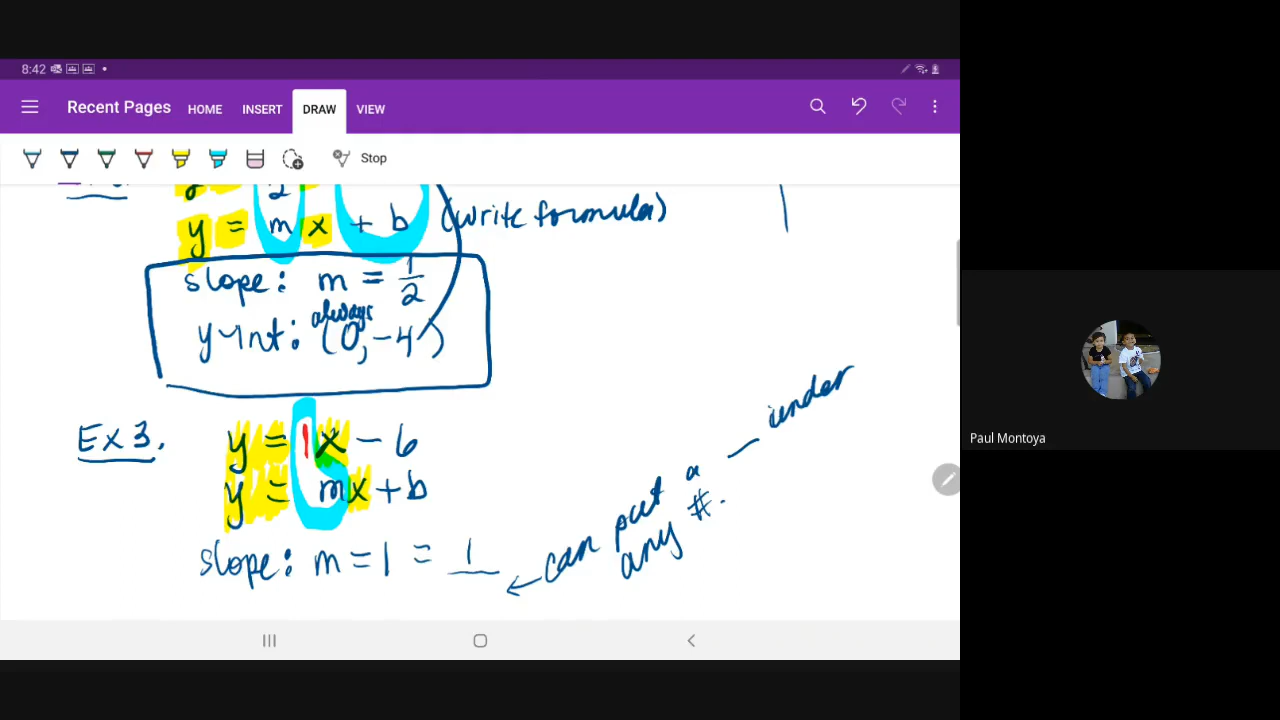 8:42
Recent Pages HOME INSERT DRAW VIEW
Stop
2
y = m x + b (write formula)
slope: m = 1/2
always
y-int: (0, -4)
Ex 3. y = 1x - 6
y = mx + b
slope: m = 1 = 1
can put a — under
any #.
Paul Montoya